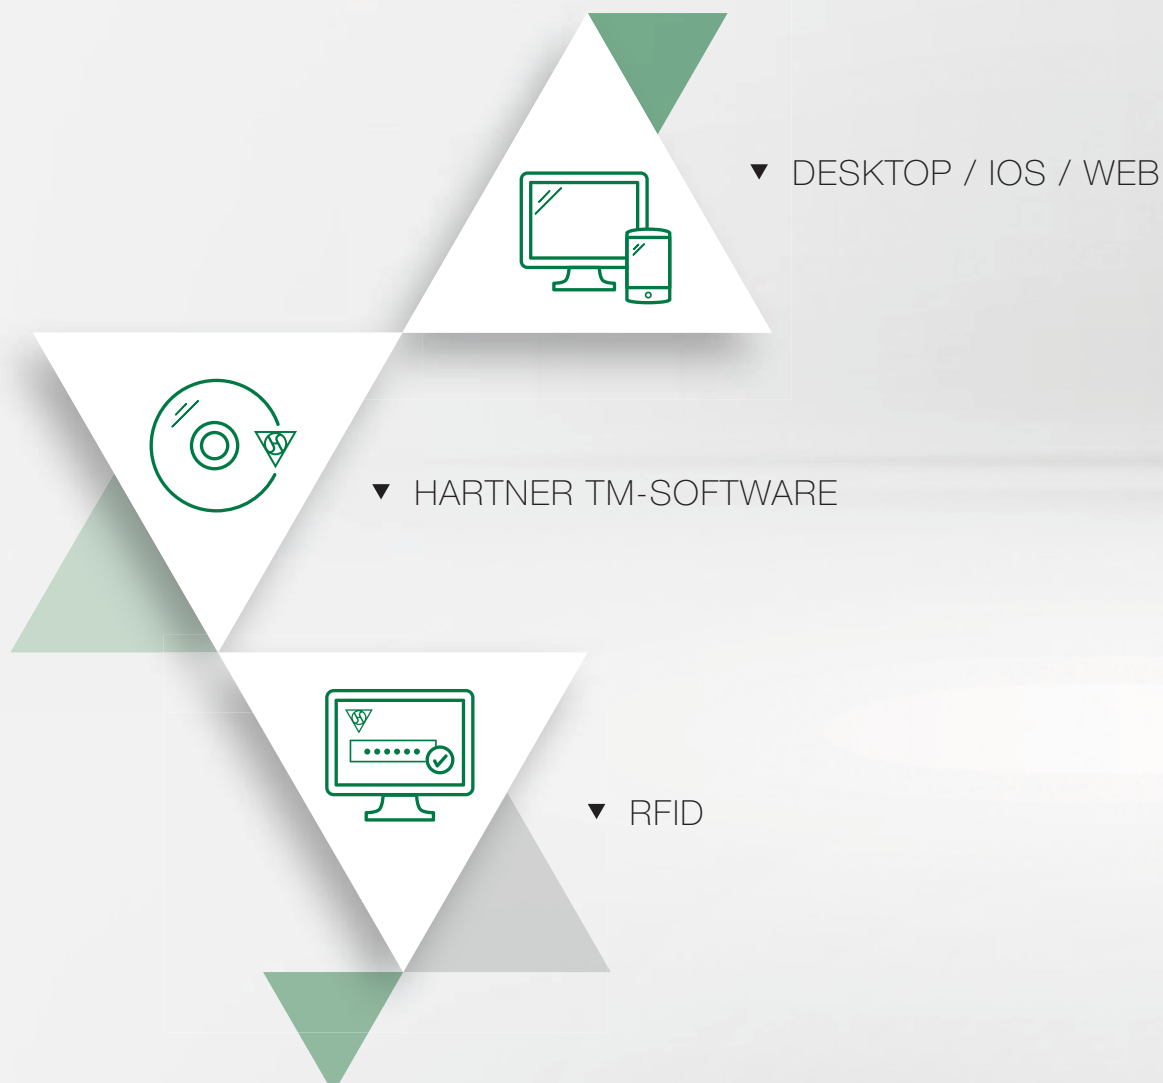 ▼ DESKTOP / IOS / WEB
▼ HARTNER TM-SOFTWARE
▼ RFID